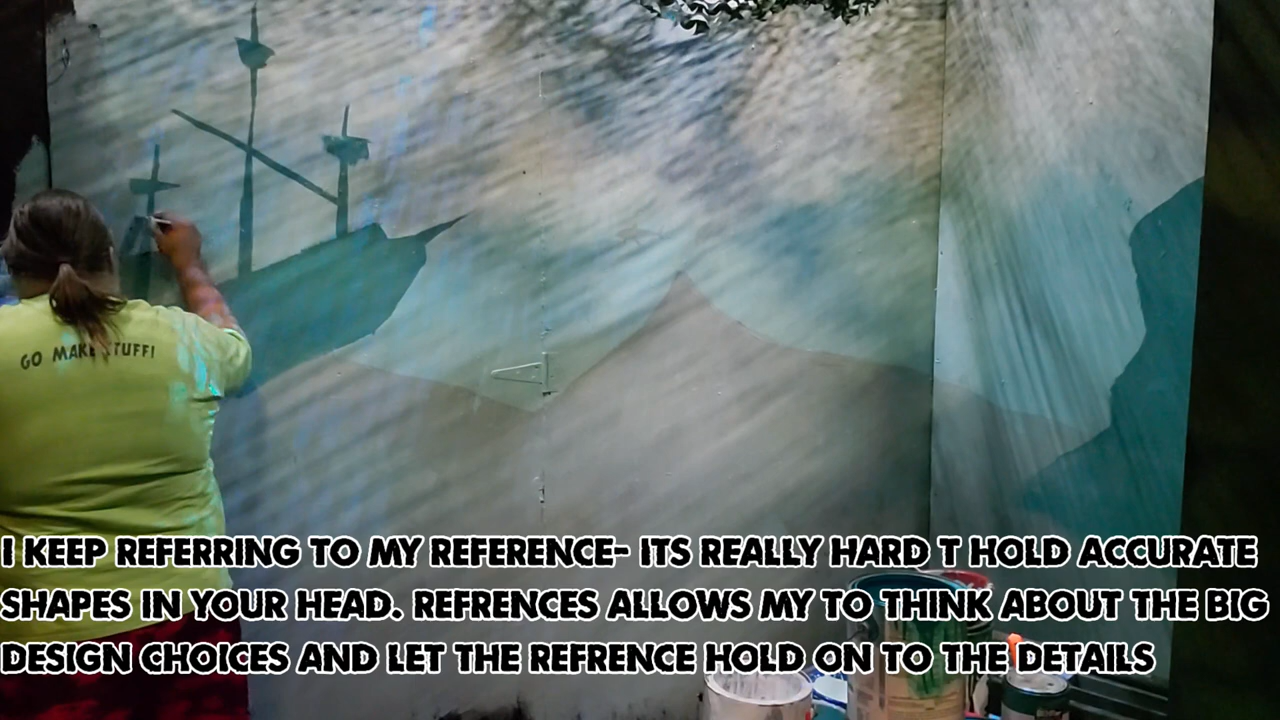 GO MAKE STUFF!
I KEEP REFERRING TO MY REFERENCE- ITS REALLY HARD T HOLD ACCURATE
SHAPES IN YOUR HEAD. REFRENCES ALLOWS MY TO THINK ABOUT THE BIG
DESIGN CHOICES AND LET THE REFRENCE HOLD ON TO THE DETAILS